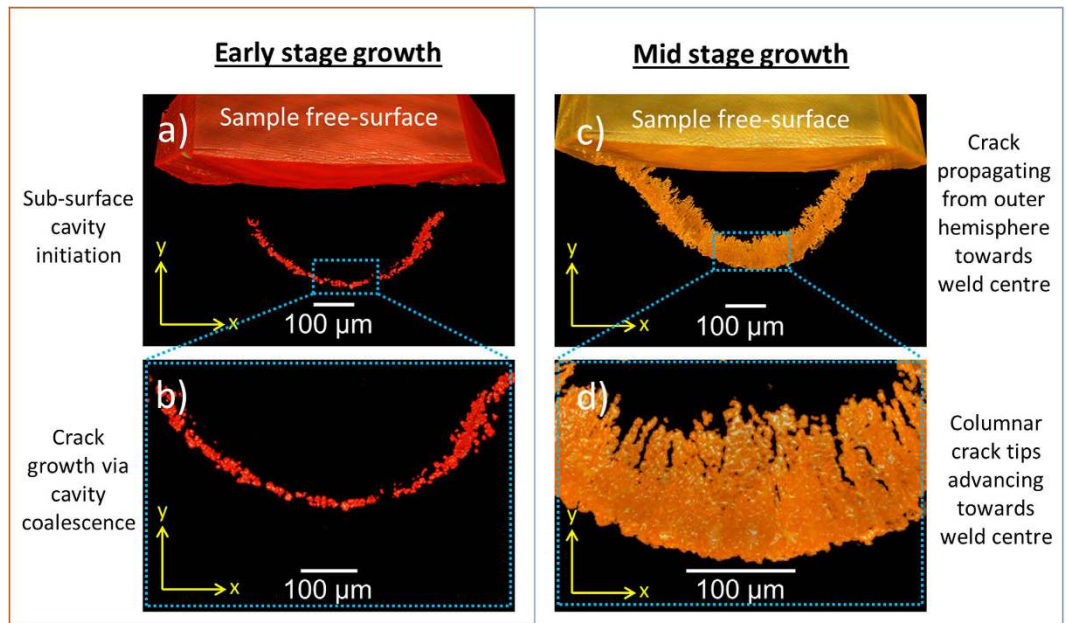 Early stage growth
Mid stage growth
Sub-surface
cavity
initiation
a)
Sample free-surface
y
x
100 µm
c)
Sample free-surface
y
x
100 µm
Crack
propagating
from outer
hemisphere
towards
weld centre
Crack
growth via
cavity
coalescence
b)
y
x
100 µm
d)
y
x
100 µm
Columnar
crack tips
advancing
towards
weld centre